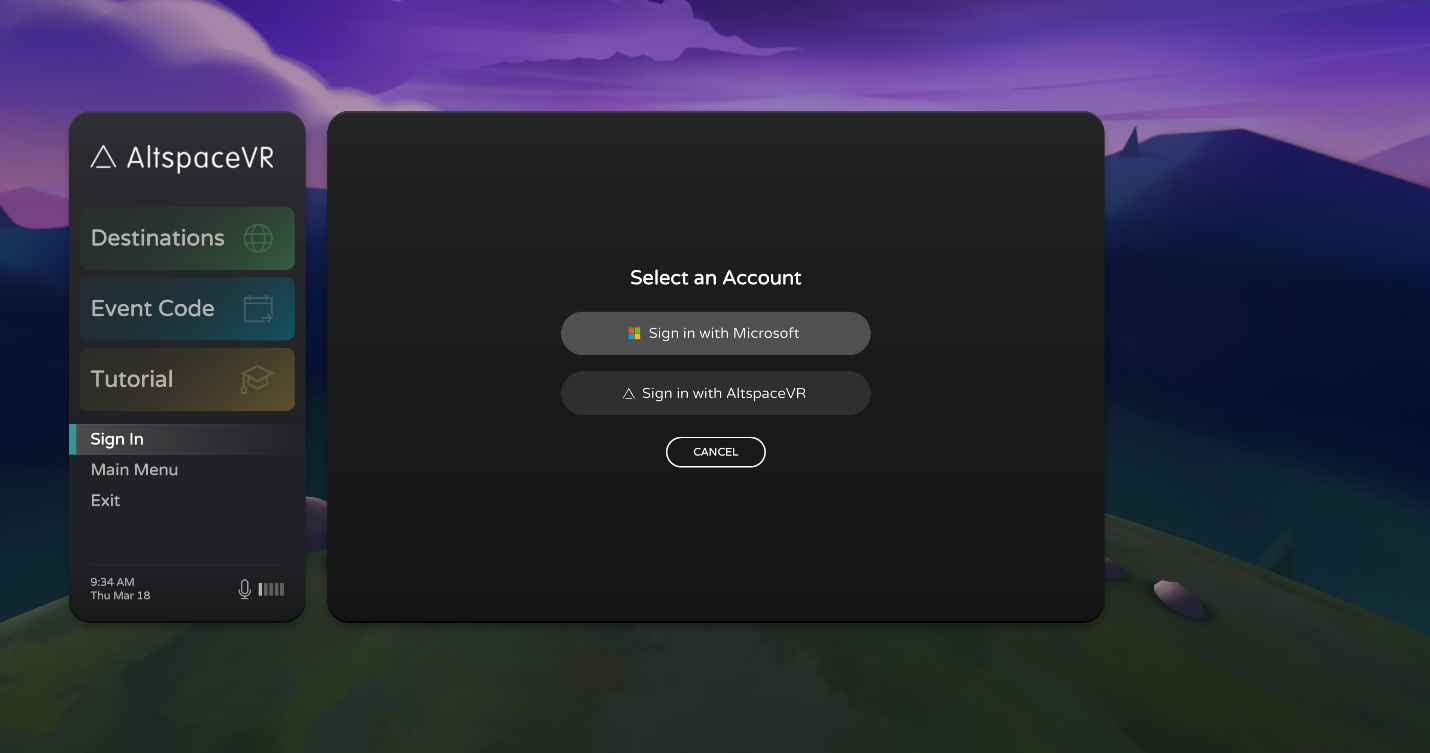 AltspaceVR
Destinations
Event Code
Tutorial
Sign In
Main Menu
Exit
9:34 AM
Thu Mar 18
Select an Account
Sign in with Microsoft
Sign in with AltspaceVR
CANCEL